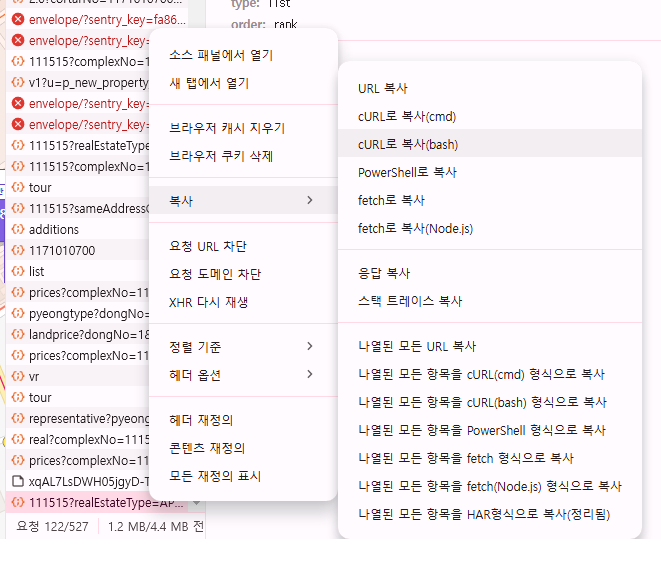 type: list
order: rank
2.0?cortarNo=1171010700...
envelope/?sentry_key=fa86...
envelope/?sentry_key=
111515?complexNo=1
v1?u=p_new_property_
envelope/?sentry_key=
envelope/?sentry_key=
111515?realEstateType
111515?complexNo=1
tour
111515?sameAddressG
additions
1171010700
list
prices?complexNo=11
pyeongtype?dongNo=
landprice?dongNo=18
prices?complexNo=11
vr
tour
representative?pyeong
real?complexNo=1115
prices?complexNo=11
xqAL7LsDWH05jgyD-T
111515?realEstateType=AP...
요청 122/527
1.2 MB/4.4 MB 전
소스 패널에서 열기
새 탭에서 열기
브라우저 캐시 지우기
브라우저 쿠키 삭제
복사
요청 URL 차단
요청 도메인 차단
XHR 다시 재생
정렬 기준
헤더 옵션
헤더 재정의
콘텐츠 재정의
모든 재정의 표시
URL 복사
cURL로 복사(cmd)
cURL로 복사(bash)
PowerShell로 복사
fetch로 복사
fetch로 복사(Node.js)
응답 복사
스택 트레이스 복사
나열된 모든 URL 복사
나열된 모든 항목을 cURL(cmd) 형식으로 복사
나열된 모든 항목을 cURL(bash) 형식으로 복사
나열된 모든 항목을 PowerShell 형식으로 복사
나열된 모든 항목을 fetch 형식으로 복사
나열된 모든 항목을 fetch(Node.js) 형식으로 복사
나열된 모든 항목을 HAR형식으로 복사(정리됨)